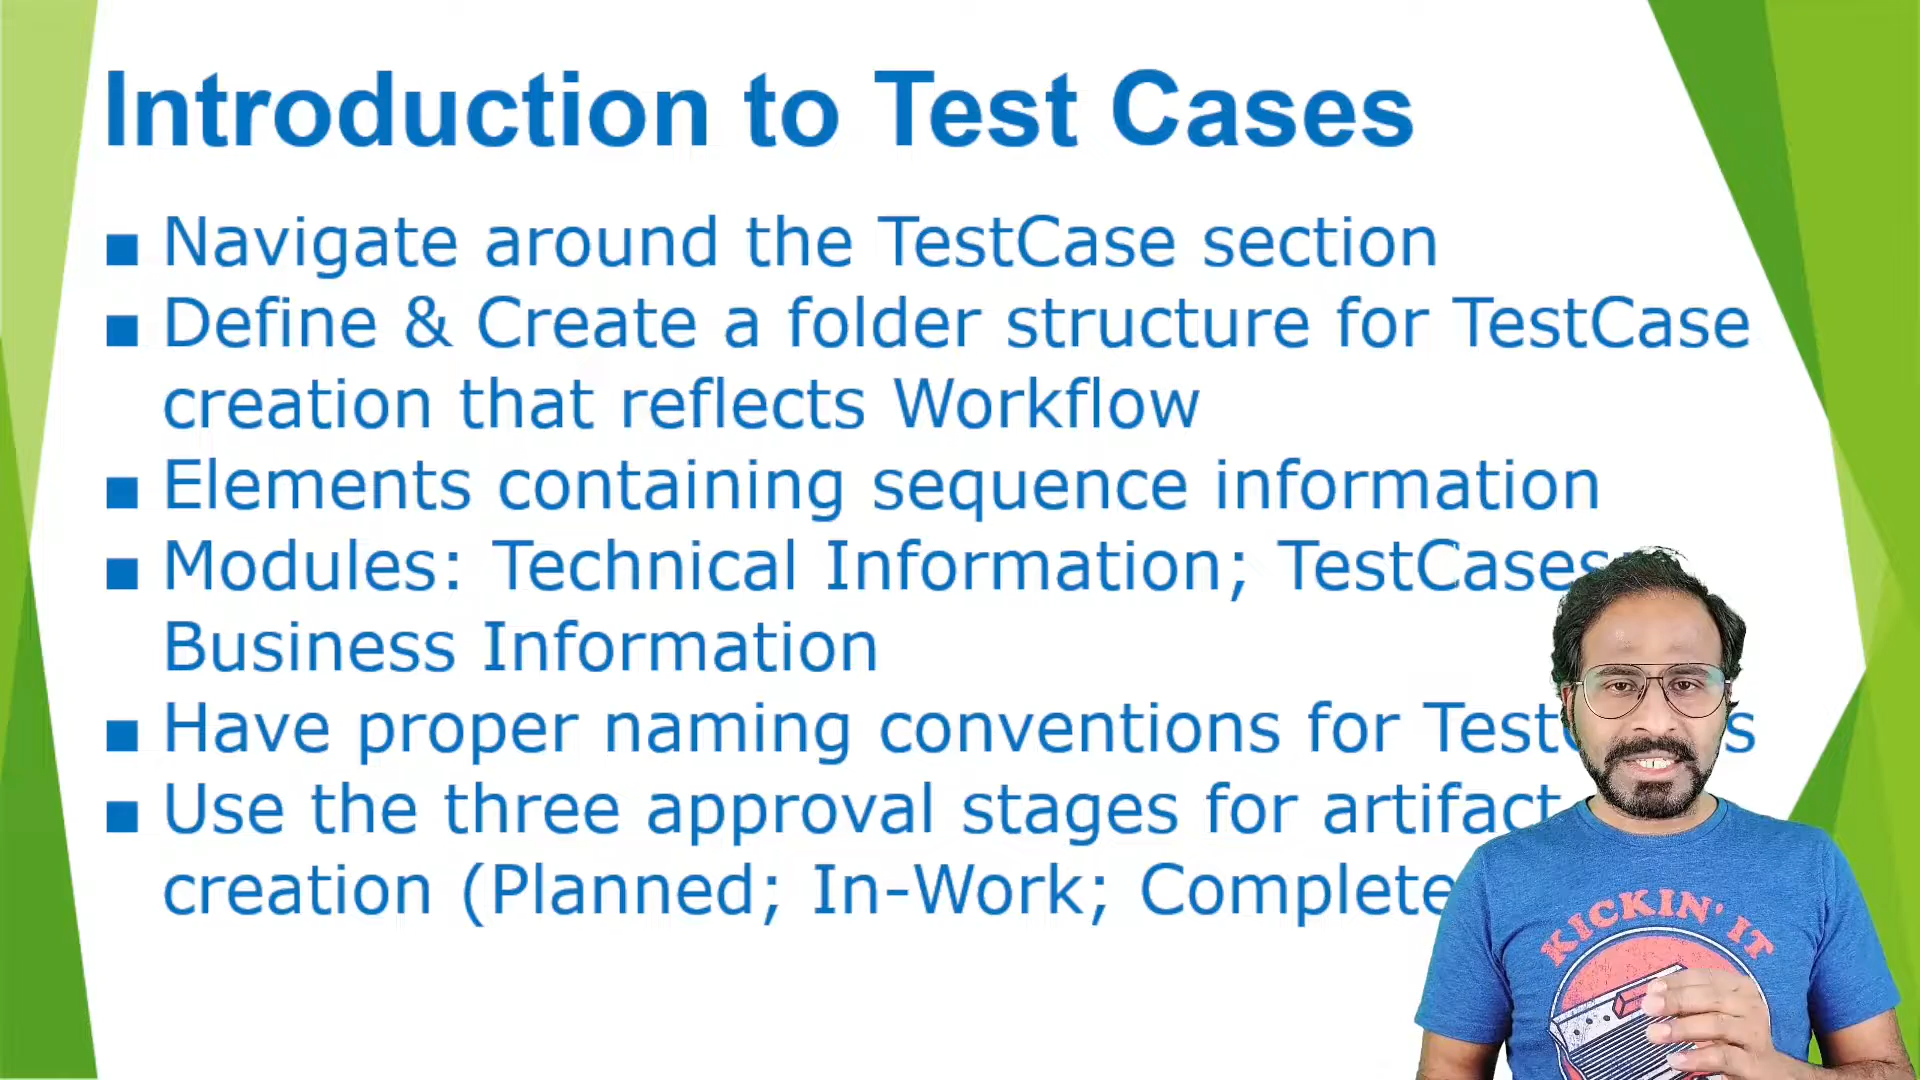 Introduction to Test Cases
■ Navigate around the TestCase section
■ Define & Create a folder structure for TestCase
creation that reflects Workflow
■ Elements containing sequence information
■ Modules: Technical Information; TestCases
Business Information
■ Have proper naming conventions for
■ Use the three approval stages for artifact
creation (Planned; In-Work;
KICKIN' IT